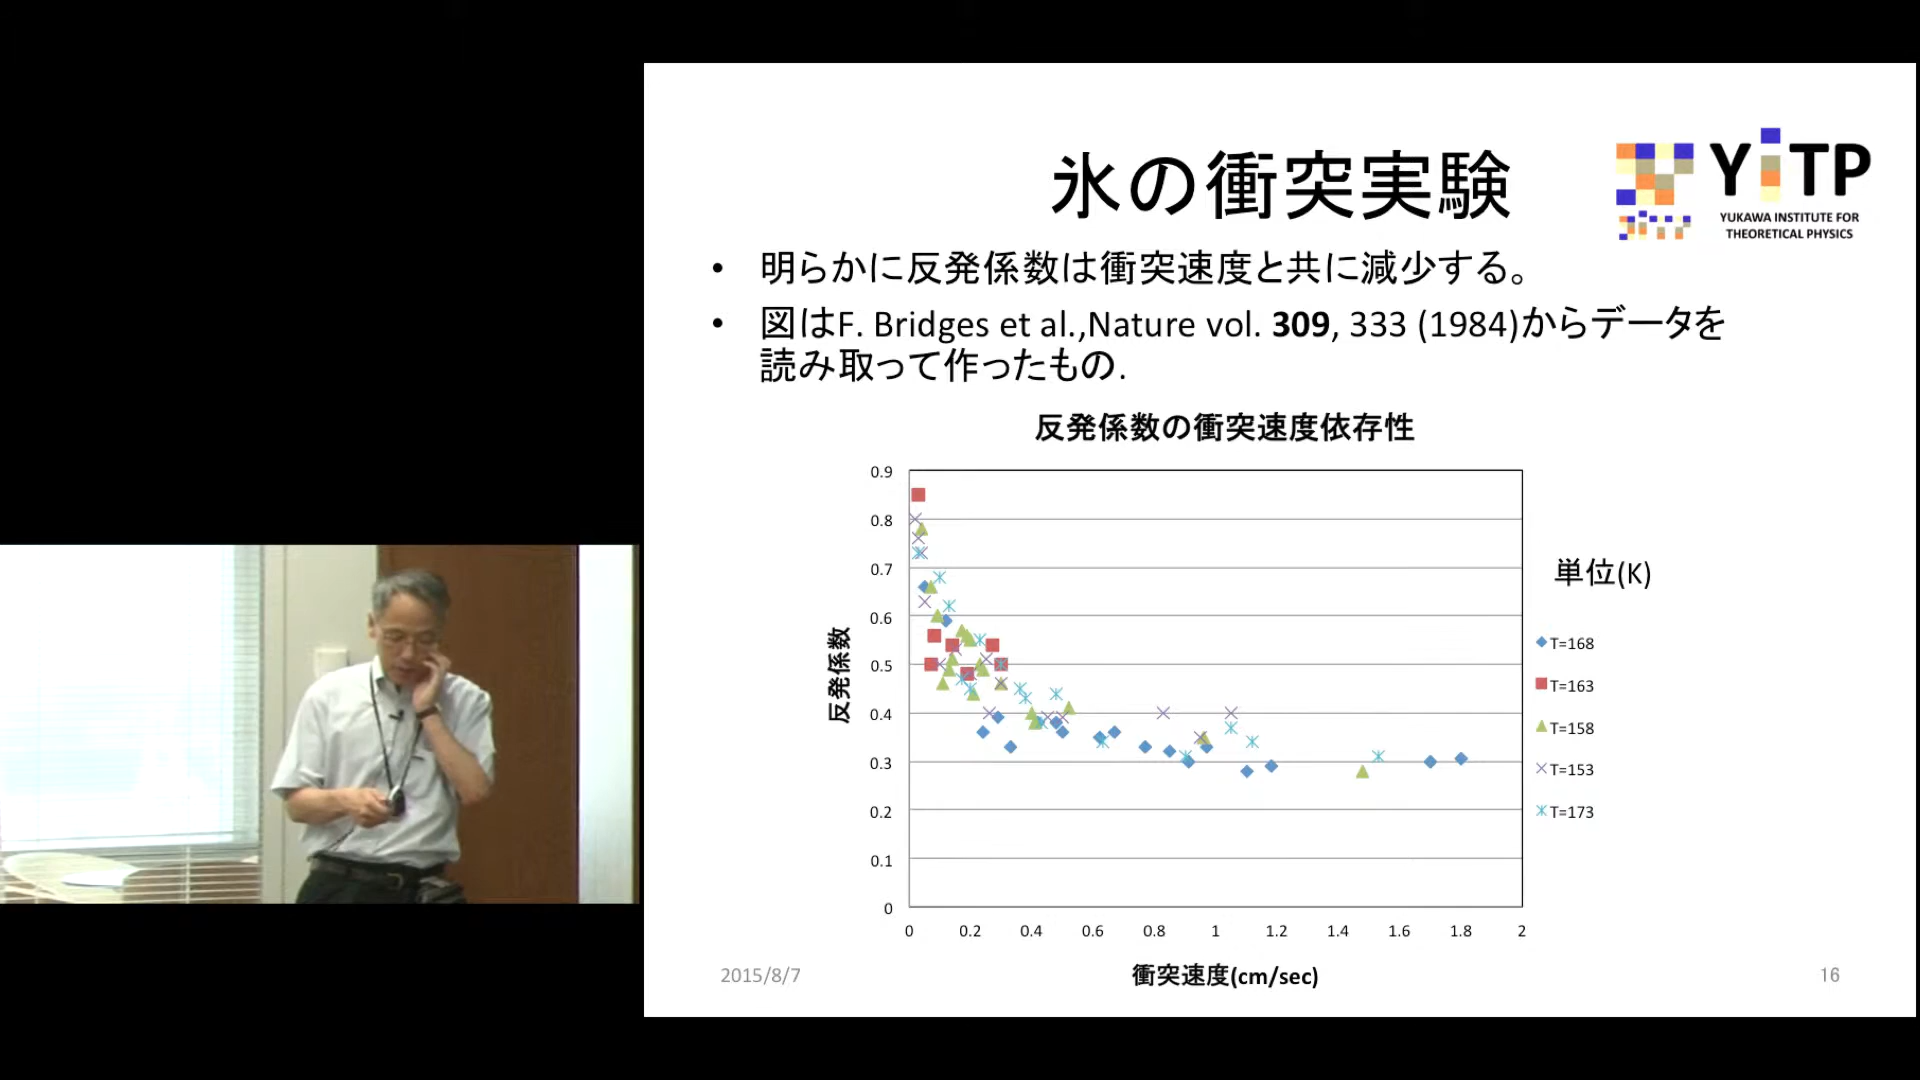 氷の衝突実験
YiTP
YUKAWA INSTITUTE FOR
THEORETICAL PHYSICS
• 明らかに反発係数は衝突速度と共に減少する。
• 図はF. Bridges et al.,Nature vol. 309, 333 (1984)からデータを
読み取って作ったもの.
反発係数の衝突速度依存性
0.9
0.8
0.7
0.6
0.5
0.4
0.3
0.2
0.1
0
反発係数
0 0.2 0.4 0.6 0.8 1 1.2 1.4 1.6 1.8 2
衝突速度(cm/sec)
単位(K)
T=168
T=163
T=158
T=153
T=173
2015/8/7
16